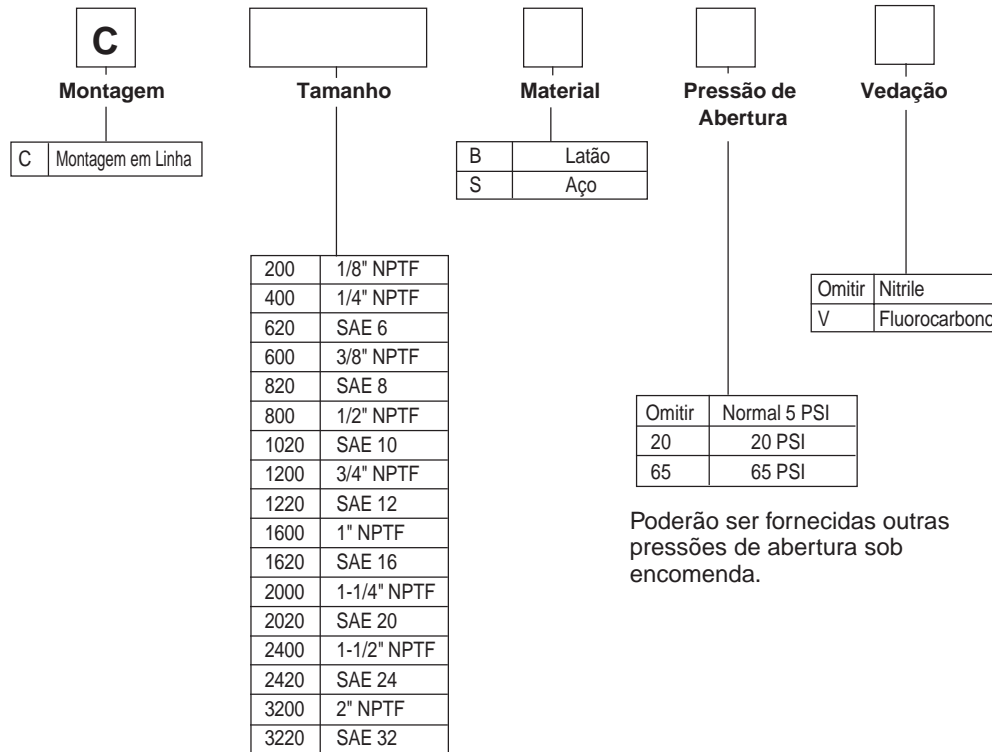 C
Montagem
Tamanho
Material
Pressão de
Abertura
Vedação
C Montagem em Linha
B Latão
S Aço
200 1/8" NPTF
400 1/4" NPTF
620 SAE 6
600 3/8" NPTF
820 SAE 8
800 1/2" NPTF
1020 SAE 10
1200 3/4" NPTF
1220 SAE 12
1600 1" NPTF
1620 SAE 16
2000 1-1/4" NPTF
2020 SAE 20
2400 1-1/2" NPTF
2420 SAE 24
3200 2" NPTF
3220 SAE 32
Omitir Normal 5 PSI
20 20 PSI
65 65 PSI
Poderão ser fornecidas outras
pressões de abertura sob
encomenda.
Omitir Nitrile
V Fluorocarbono